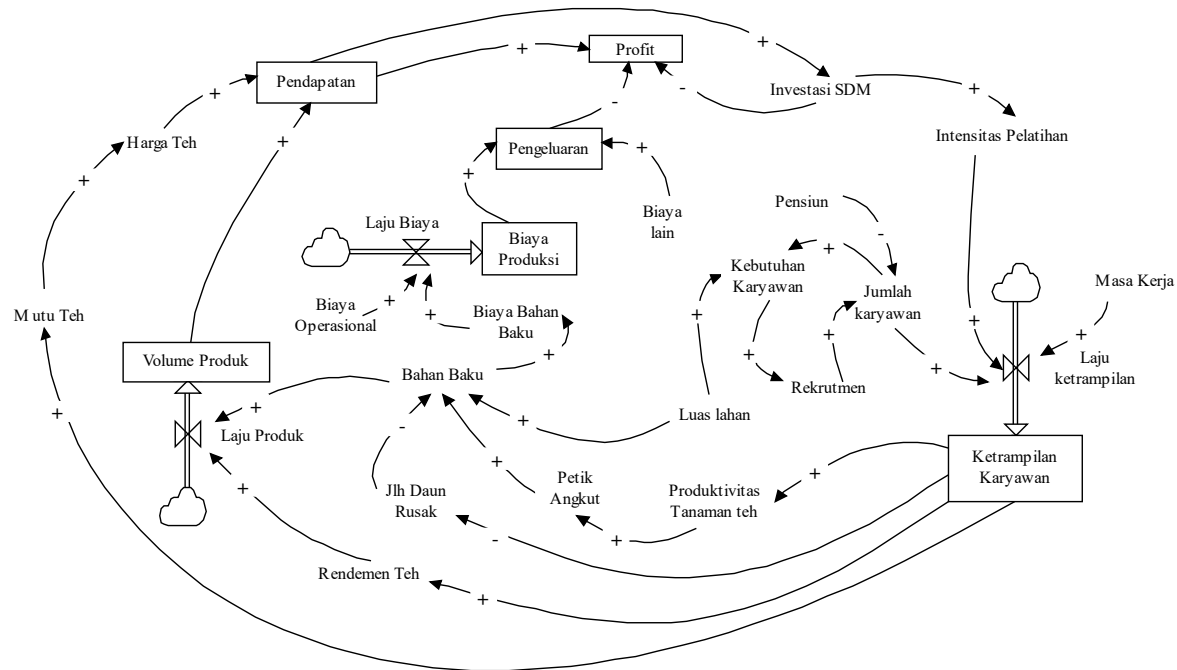 +
Profit
+
Pendapatan
Investasi SDM
-
-
+
+
Harga Teh
+
Intensitas Pelatihan
Pengeluaran
+
+
+
+
Biaya
lain
Pensiun
Laju Biaya
-
Biaya
Produksi
+
Kebutuhan
Karyawan
Jumlah
karyawan
Masa Kerja
Biaya
Operasional
+
+
Biaya Bahan
Baku
Mutu Teh
+
+
+
+
Volume Produk
+
+
Laju
ketrampilan
Bahan Baku
+
Rekrutmen
+
+
Luas lahan
+
-
Laju Produk
Ketrampilan
Karyawan
+
+
Petik
Angkut
Produktivitas
Tanaman teh
+
Jlh Daun
Rusak
-
+
Rendemen Teh
+